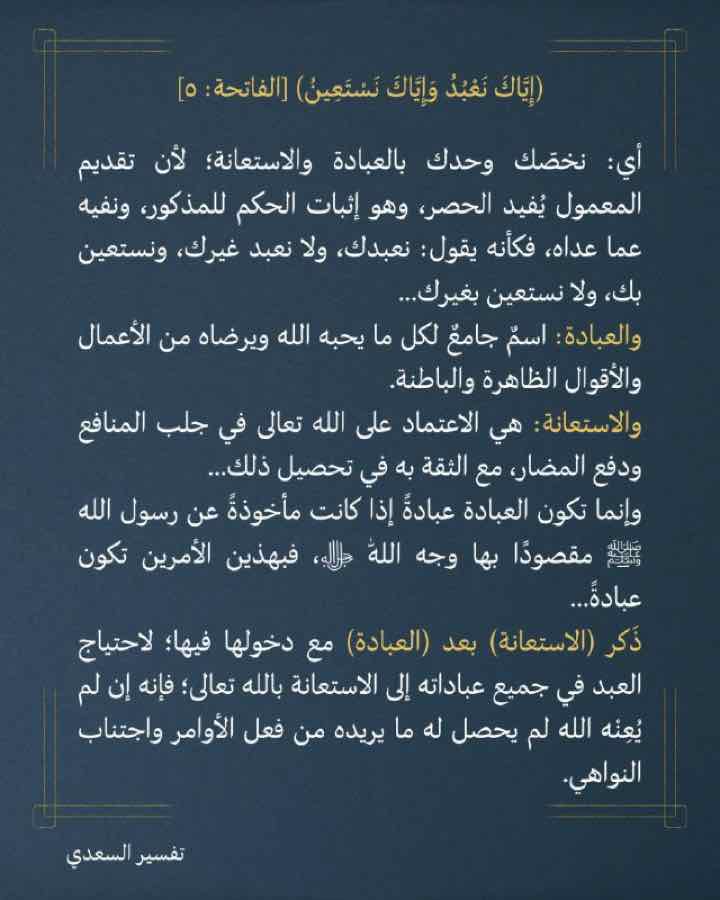 (إِيَّاكَ نَعْبُدُ وَإِيَّاكَ نَسْتَعِينُ) [الفاتحة: ٥]
أي: نخصّك وحدك بالعبادة والاستعانة؛ لأن تقديم
المعمول يُفيد الحصر، وهو إثبات الحكم للمذكور، ونفيه
عما عداه، فكأنه يقول: نعبدك، ولا نعبد غيرك، ونستعين
بك، ولا نستعين بغيرك...
والعبادة: اسمٌ جامعٌ لكل ما يحبه الله ويرضاه من الأعمال
والأقوال الظاهرة والباطنة.
والاستعانة: هي الاعتماد على الله تعالى في جلب المنافع
ودفع المضار، مع الثقة به في تحصيل ذلك...
وإنما تكون العبادة عبادةً إذا كانت مأخوذةً عن رسول الله
ﷺ مقصودًا بها وجه الله ﷻ، فبهذين الأمرين تكون
عبادةً...
ذَكر (الاستعانة) بعد (العبادة) مع دخولها فيها؛ لاحتياج
العبد في جميع عباداته إلى الاستعانة بالله تعالى؛ فإنه إن لم
يُعِنْه الله لم يحصل له ما يريده من فعل الأوامر واجتناب
النواهي.
تفسير السعدي